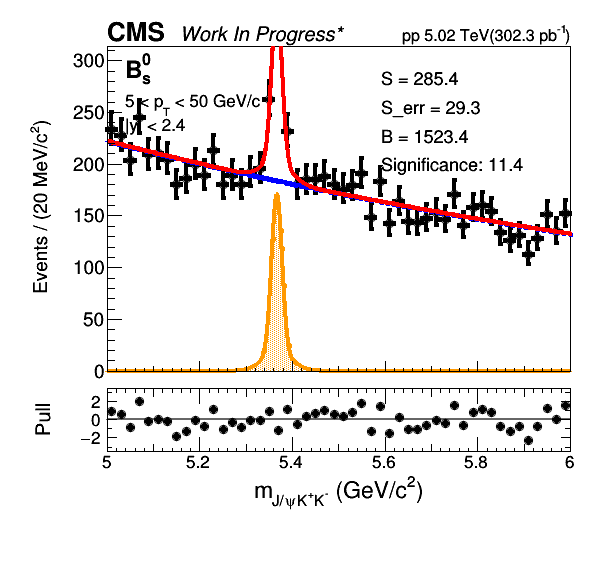 CMS Work In Progress* pp 5.02 TeV(302.3 pb⁻¹)
B⁰ₛ
5 < p_T < 50 GeV/c
|y| < 2.4
S = 285.4
S_err = 29.3
B = 1523.4
Significance: 11.4
Events / (20 MeV/c²)
300
250
200
150
100
50
0
Pull
2
0
−2
5 5.2 5.4 5.6 5.8 6
m_{J/ψK⁺K⁻} (GeV/c²)